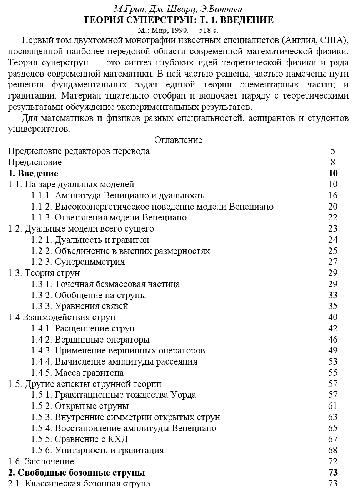 М.Грин, Дж. Шварц, Э.Виттен
ТЕОРИЯ СУПЕРСТРУН: Т. 1. ВВЕДЕНИЕ
М.: Мир, 1990. - 518 с.
Первый том двухтомной монографии известных специалистов (Англия, США),
посвященной наиболее передовой области современной математической физики.
Теория суперструн — это синтез глубоких идей теоретической физики и ряда
разделов современной математики. В ней частью решены, частью намечены пути
решения фундаментальных задач единой теории элементарных частиц и
гравитации. Материал тщательно отобран и включает наряду с теоретическими
результатами обсуждение экспериментальных результатов.
Для математиков и физиков разных специальностей, аспирантов и студентов
университетов.
Оглавление
Предисловие редакторов перевода 5
Предисловие 8
1. Введение 10
1.1. На заре дуальных моделей 10
1.1.1. Амплитуда Венециано и дуальность 16
1.1.2. Высокоэнергетическое поведение модели Венециано 20
1.1.3. Ответвления модели Венециано 22
1.2. Дуальные модели всего сущего 23
1.2.1. Дуальность и гравитон 24
1.2.2. Объединение в высших размерностях 25
1.2.3. Суперсимметрия 27
1.3. Теория струн 29
1.3.1. Точечная безмассовая частица 29
1.3.2. Обобщение на струны 33
1.3.3. Уравнения связей 35
1.4. Взаимодействия струн 40
1.4.1. Расщепление струн 42
1.4.2. Вершинные операторы 46
1.4.3. Применение вершинных операторов 49
1.4.4. Вычисление амплитуды рассеяния 53
1.4.5. Масса гравитона 55
1.5. Другие аспекты струнной теории 57
1.5.1. Гравитационные тождества Уорда 57
1.5.2. Открытые струны 61
1.5.3. Внутренние симметрии открытых струн 63
1.5.4. Восстановление амплитуды Венециано 65
1.5.5. Сравнение с КХД 67
1.5.6. Унитарность и гравитация 68
1.6. Заключение 72
2. Свободные бозонные струны 73
2.1. Классическая бозонная струна 73